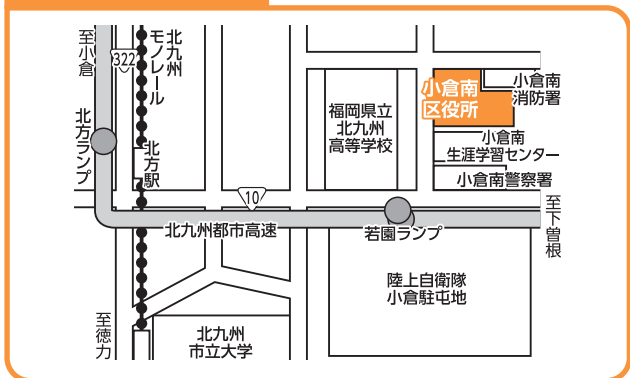 至小倉
322
北九州
モノレール
小倉南
区役所
小倉南
消防署
福岡県立
北九州
高等学校
北方ランプ
北方駅
小倉南
生涯学習センター
小倉南警察署
10
至下曽根
北九州都市高速
若園ランプ
陸上自衛隊
小倉駐屯地
至徳力
北九州
市立大学